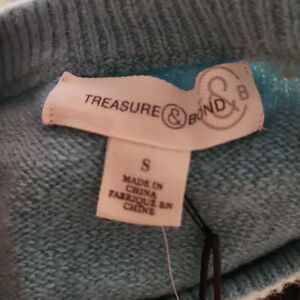 TREASURE & BOND
& B
S
MADE IN
CHINA
FABRIQUÉ EN
CHINE